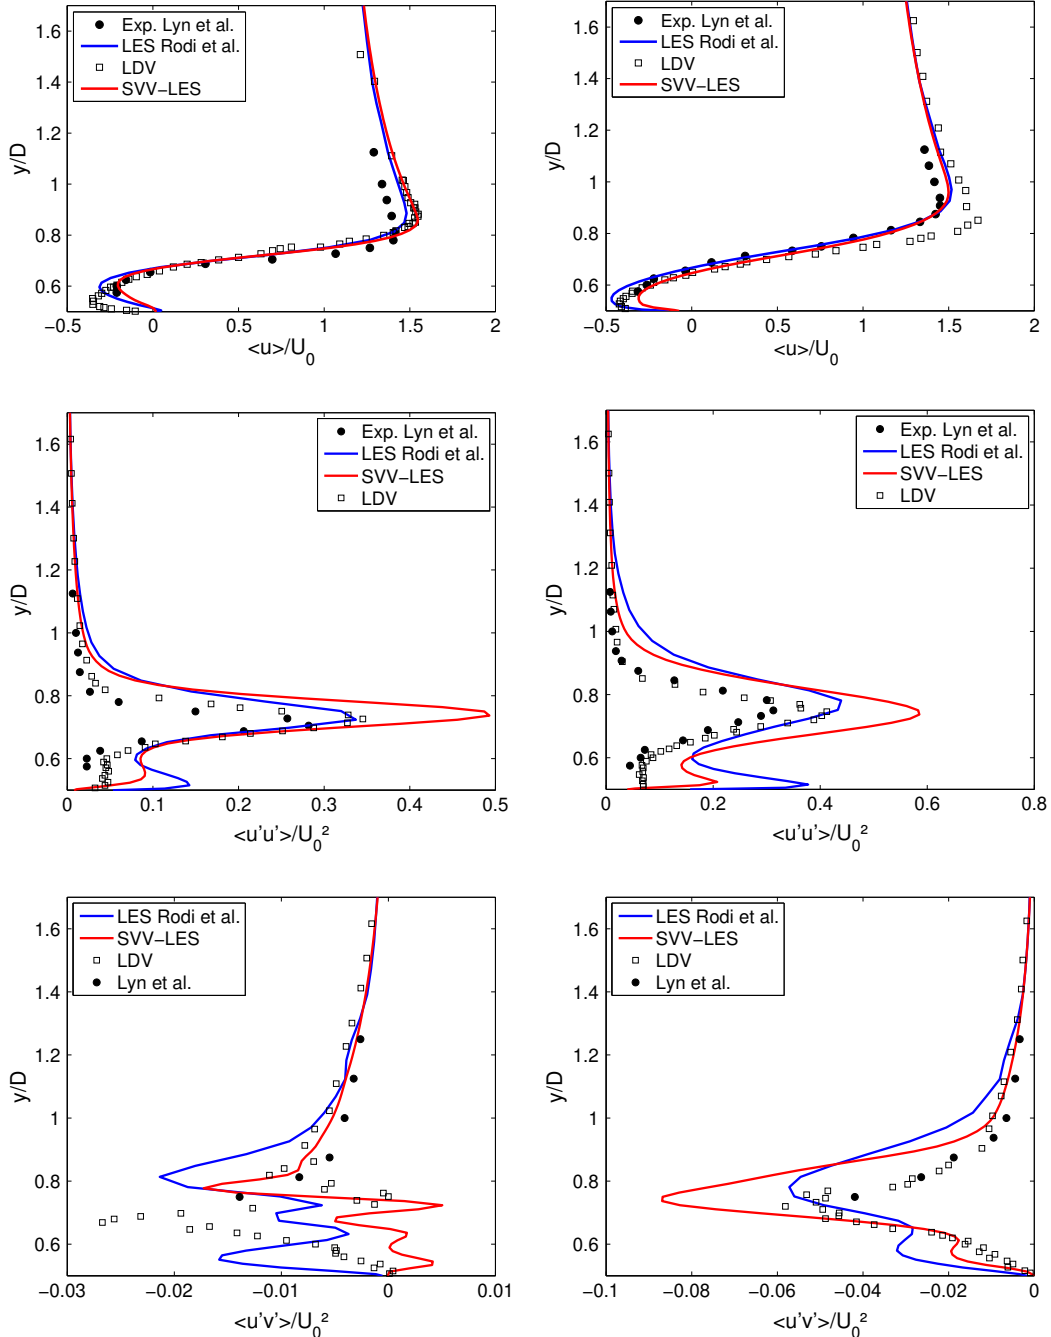 1.6
1.4
1.2
1
0.8
0.6
y/D
Exp. Lyn et al.
LES Rodi et al.
LDV
SVV−LES
−0.5 0 0.5 1 1.5 2
<u>/U0
1.6
1.4
1.2
1
0.8
0.6
y/D
Exp. Lyn et al.
LES Rodi et al.
LDV
SVV−LES
−0.5 0 0.5 1 1.5 2
<u>/U0
1.6
1.4
1.2
1
0.8
0.6
y/D
Exp. Lyn et al.
LES Rodi et al.
SVV−LES
LDV
0 0.1 0.2 0.3 0.4 0.5
<u'u'>/U0²
1.6
1.4
1.2
1
0.8
0.6
y/D
Exp. Lyn et al.
LES Rodi et al.
SVV−LES
LDV
0 0.2 0.4 0.6 0.8
<u'u'>/U0²
1.6
1.4
1.2
1
0.8
0.6
y/D
LES Rodi et al.
SVV−LES
LDV
Lyn et al.
−0.03 −0.02 −0.01 0 0.01
<u'v'>/U0²
1.6
1.4
1.2
1
0.8
0.6
y/D
LES Rodi et al.
SVV−LES
LDV
Lyn et al.
−0.1 −0.08 −0.06 −0.04 −0.02 0
<u'v'>/U0²